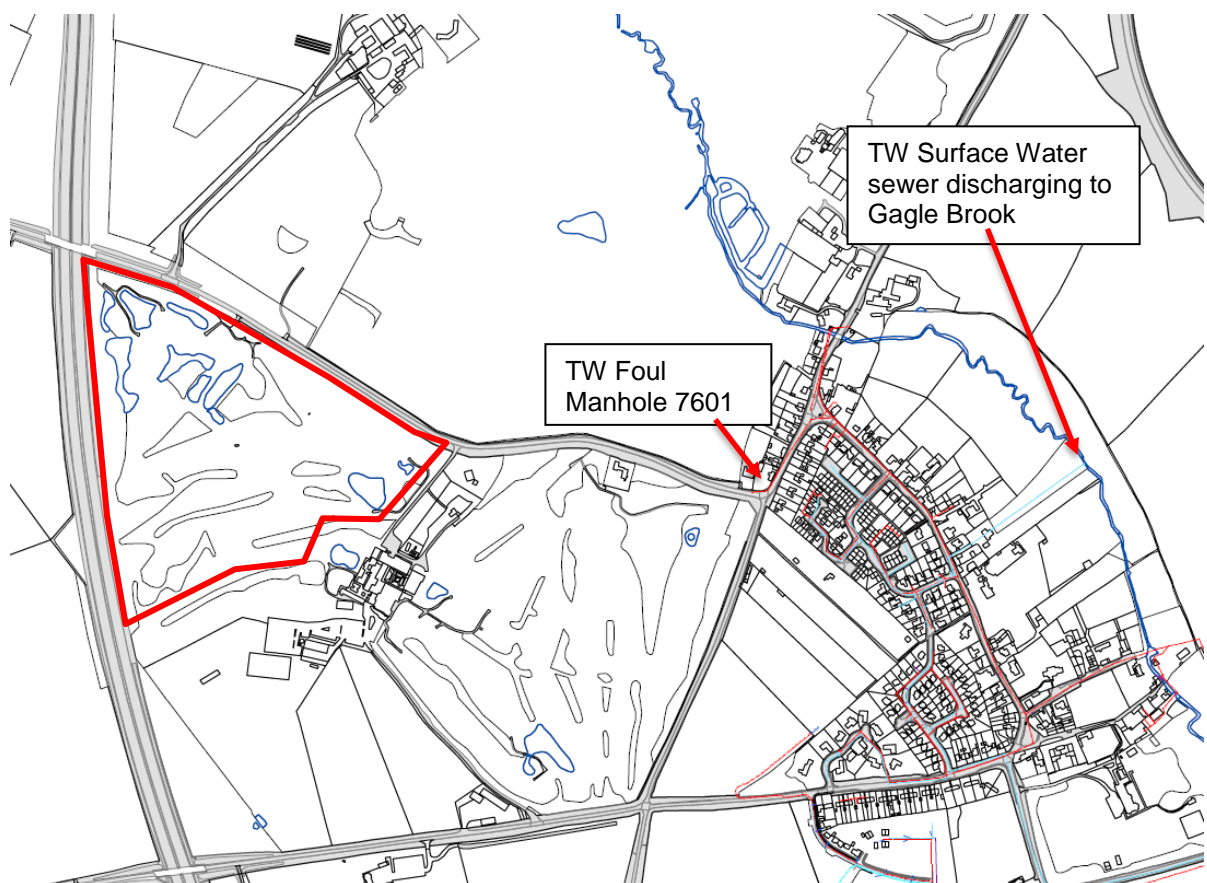 TW Surface Water
sewer discharging to
Gagle Brook
TW Foul
Manhole 7601